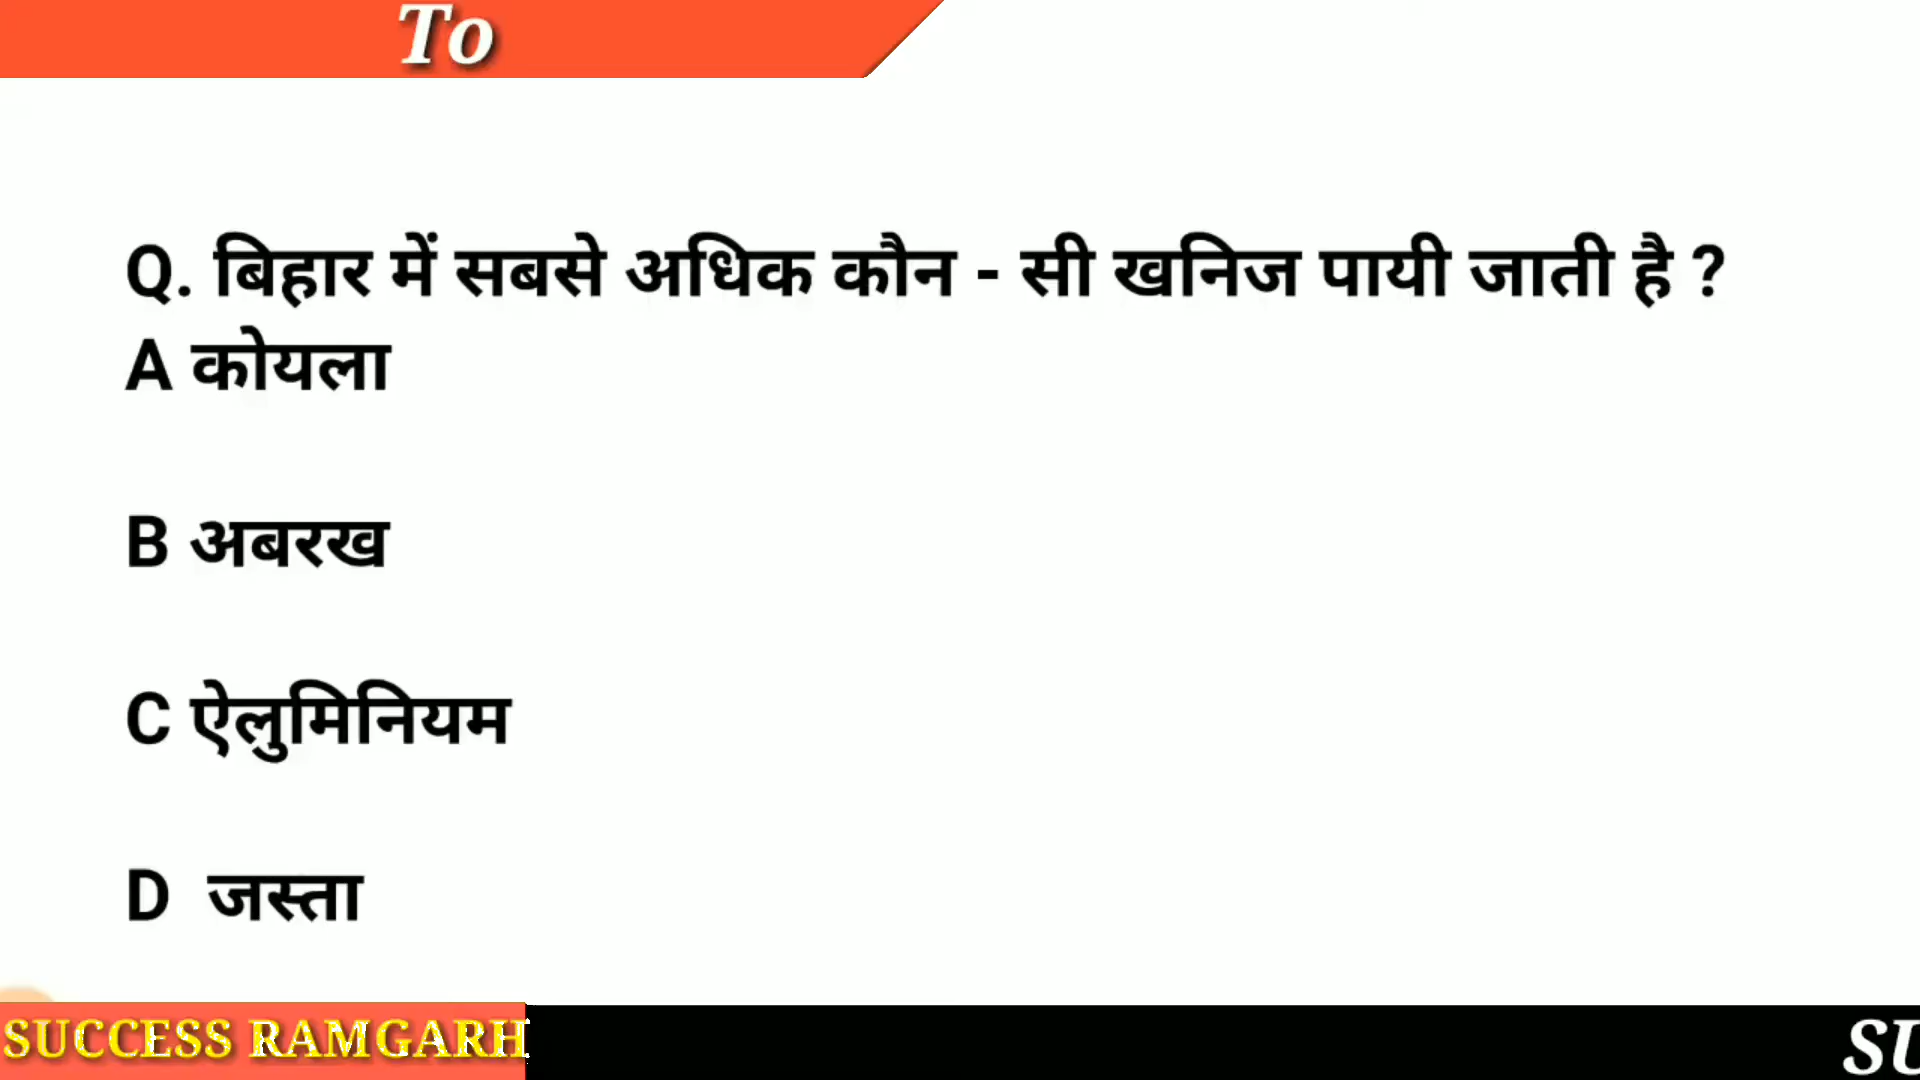 To
Q. बिहार में सबसे अधिक कौन - सी खनिज पायी जाती है ?
A कोयला
B अबरख
C ऐलुमिनियम
D जस्ता
SUCCESS RAMGARH
SU